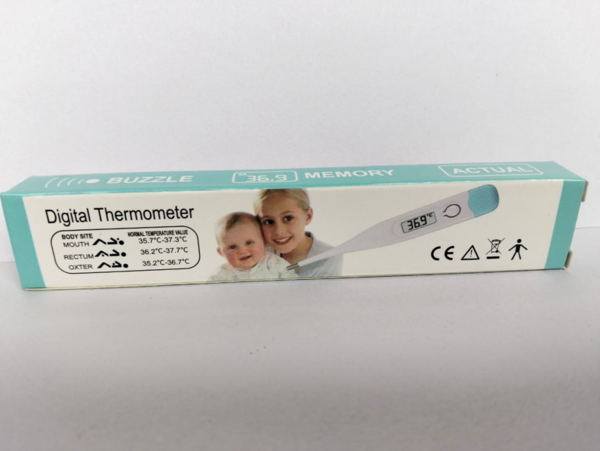 BUZZLE 36.9 MEMORY ACTUAL
Digital Thermometer
BODY SITE NORMAL TEMPERATURE VALUE
MOUTH 35.7°C-37.3°C
RECTUM 36.2°C-37.7°C
OXTER 35.2°C-36.7°C
36.9°C
CE